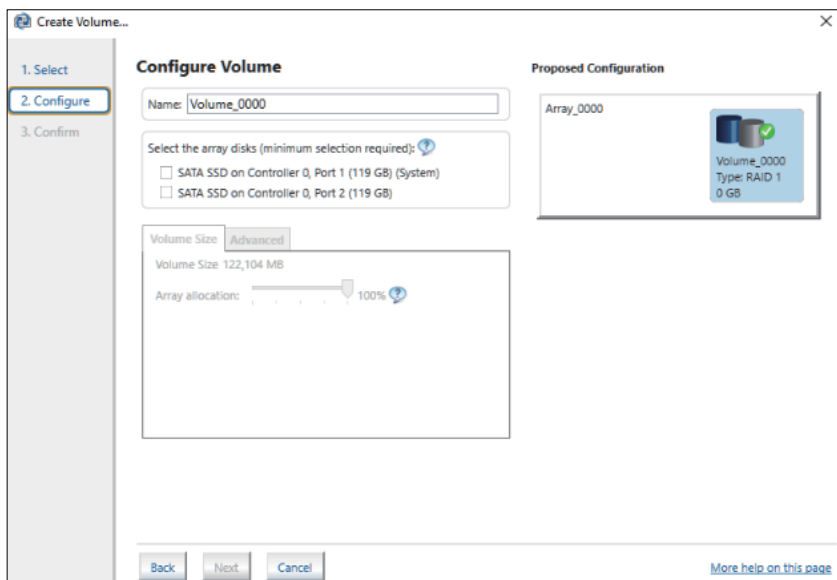 Create Volume...
1. Select
2. Configure
3. Confirm
Configure Volume
Name: Volume_0000
Select the array disks (minimum selection required):
SATA SSD on Controller 0, Port 1 (119 GB) (System)
SATA SSD on Controller 0, Port 2 (119 GB)
Volume Size Advanced
Volume Size 122,104 MB
Array allocation: 100%
Proposed Configuration
Array_0000
Volume_0000
Type: RAID 1
0 GB
Back Next Cancel
More help on this page